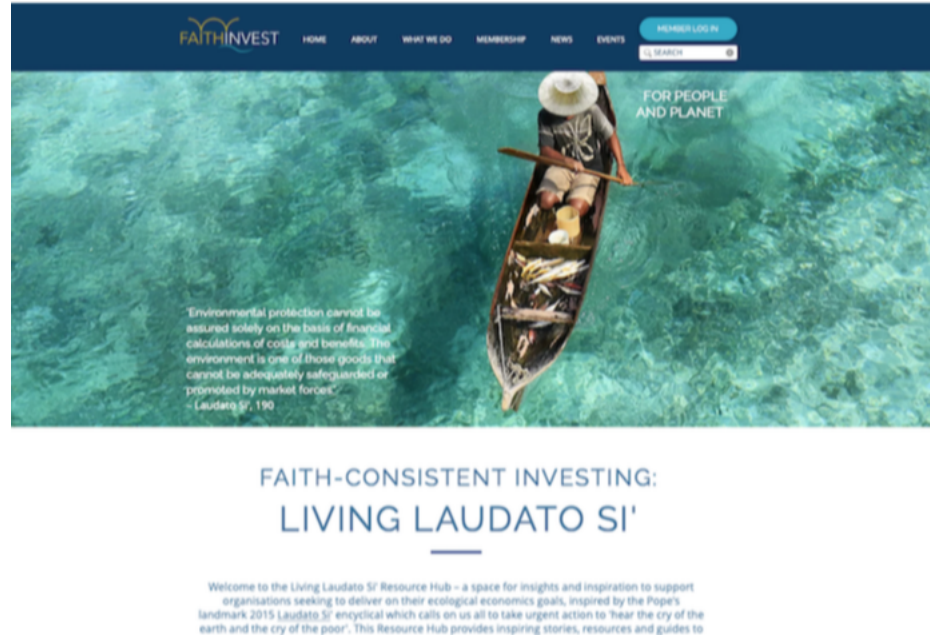 FAITHINVEST
HOME ABOUT WHAT WE DO MEMBERSHIP NEWS EVENTS
MEMBER LOG IN
SEARCH
FOR PEOPLE
AND PLANET
'Environmental protection cannot be
assured solely on the basis of financial
calculations of costs and benefits. The
environment is one of those goods that
cannot be adequately safeguarded or
promoted by market forces'.
– Laudato Si', 190
FAITH-CONSISTENT INVESTING:
LIVING LAUDATO SI'
Welcome to the Living Laudato Si' Resource Hub – a space for insights and inspiration to support
organisations seeking to deliver on their ecological economics goals, inspired by the Pope's
landmark 2015 Laudato Si' encyclical which calls on us all to take urgent action to 'hear the cry of the
earth and the cry of the poor'. This Resource Hub provides inspiring stories, resources and guides to